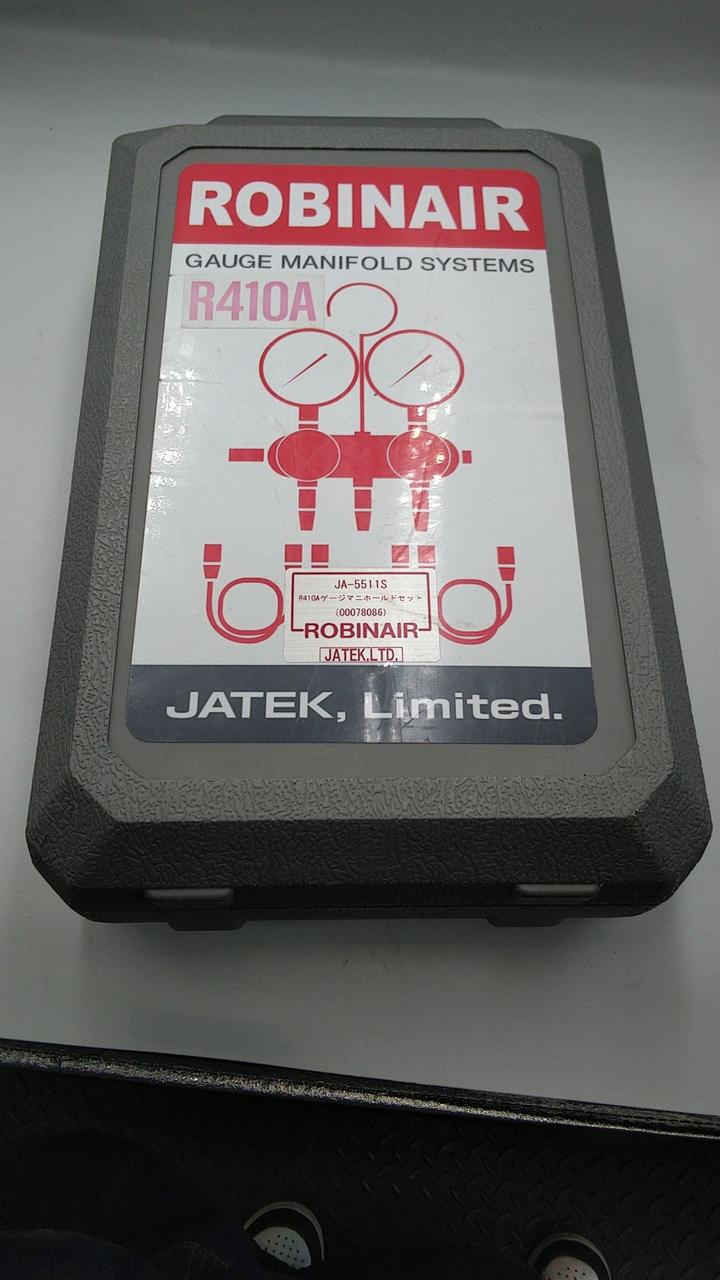 ROBINAIR
GAUGE MANIFOLD SYSTEMS
R410A
JA-5511S
R410Aゲージマニホールドセット
(00078086)
ROBINAIR
JATEK,LTD.
JATEK, Limited.